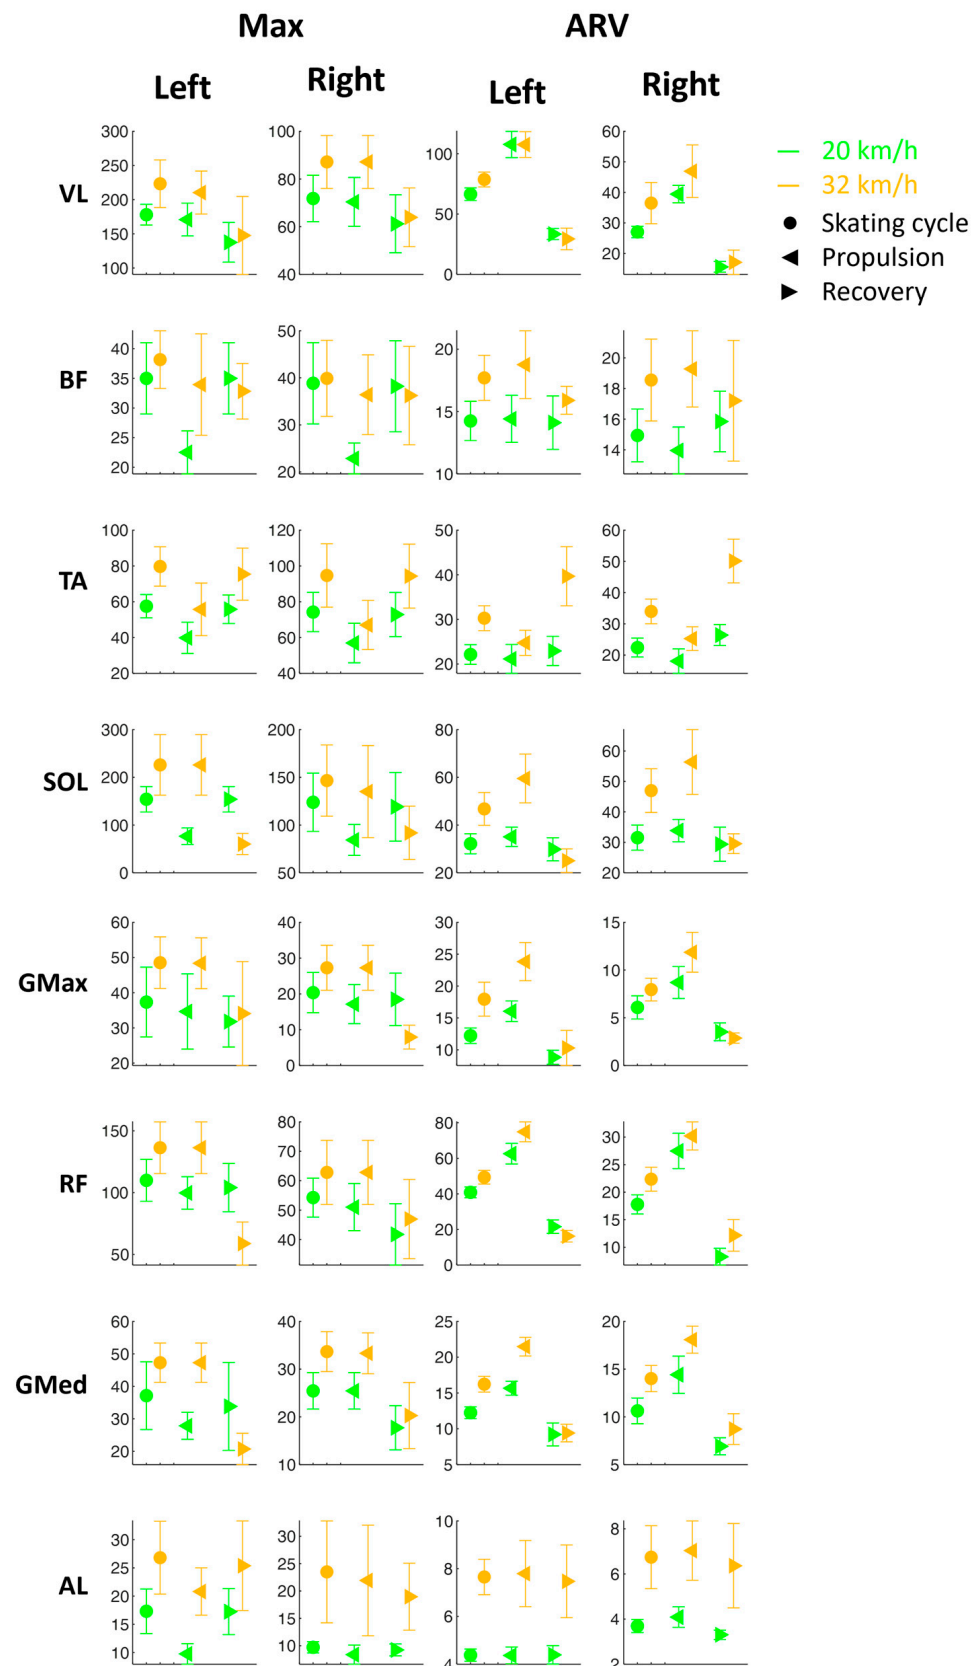 Max ARV
Left Right Left Right
20 km/h
32 km/h
Skating cycle
Propulsion
Recovery
VL
300 250 200 150 100
100 80 60 40
100 50 0
60 50 40 30 20
BF
40 35 30 25 20
50 40 30 20
20 15 10
20 18 16 14
TA
100 80 60 40 20
120 100 80 60 40
50 40 30 20
60 50 40 30 20
SOL
300 200 100 0
200 150 100 50
80 60 40 20
60 50 40 30 20
GMax
60 50 40 30 20
40 30 20 10 0
30 25 20 15 10
15 10 5 0
RF
150 100 50
80 70 60 50 40
80 60 40 20 0
30 25 20 15 10
GMed
60 50 40 30 20
40 30 20 10
25 20 15 10 5
20 15 10 5
AL
30 25 20 15 10
30 25 20 15 10
10 8 6 4
8 6 4 2